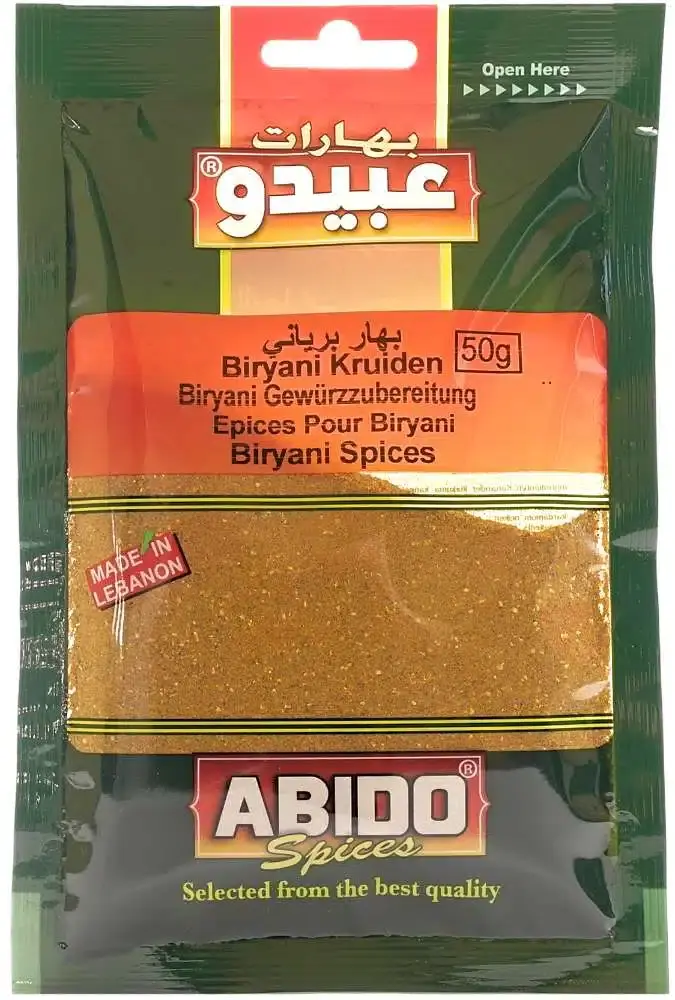 Open Here
بهارات
عبيدو®
بهار برياني
Biryani Kruiden
50g
Biryani Gewürzzubereitung
Epices Pour Biryani
Biryani Spices
MADE IN
LEBANON
ABIDO®
Spices
Selected from the best quality